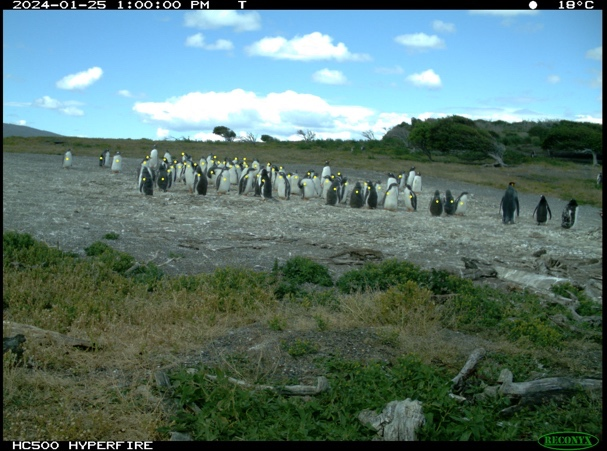 2024-01-25 1:00:00 PM T 18°C
HC500 HYPERFIRE RECONYX